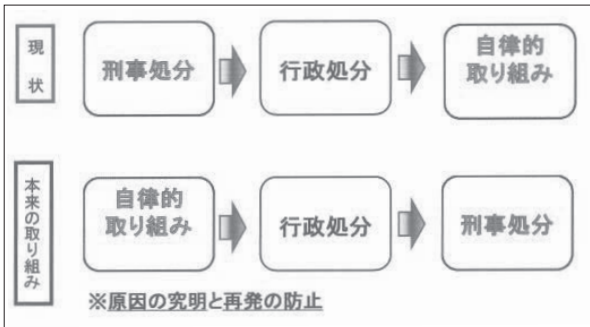 現状
刑事処分
行政処分
自律的
取り組み
本来の取り組み
自律的
取り組み
行政処分
刑事処分
※原因の究明と再発の防止